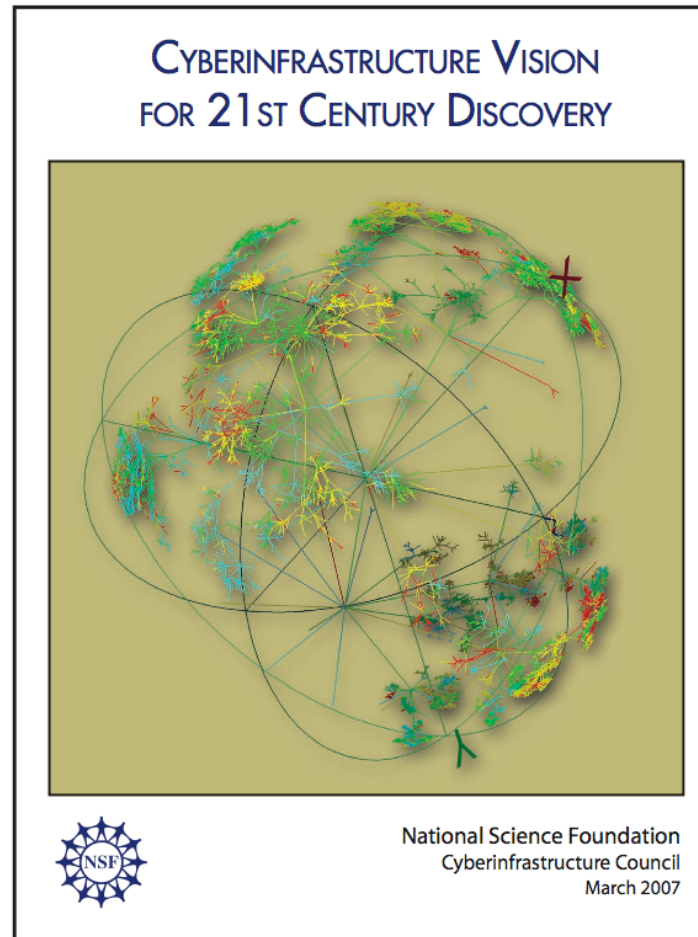 CYBERINFRASTRUCTURE VISION
FOR 21ST CENTURY DISCOVERY
X
Y
NSF
National Science Foundation
Cyberinfrastructure Council
March 2007